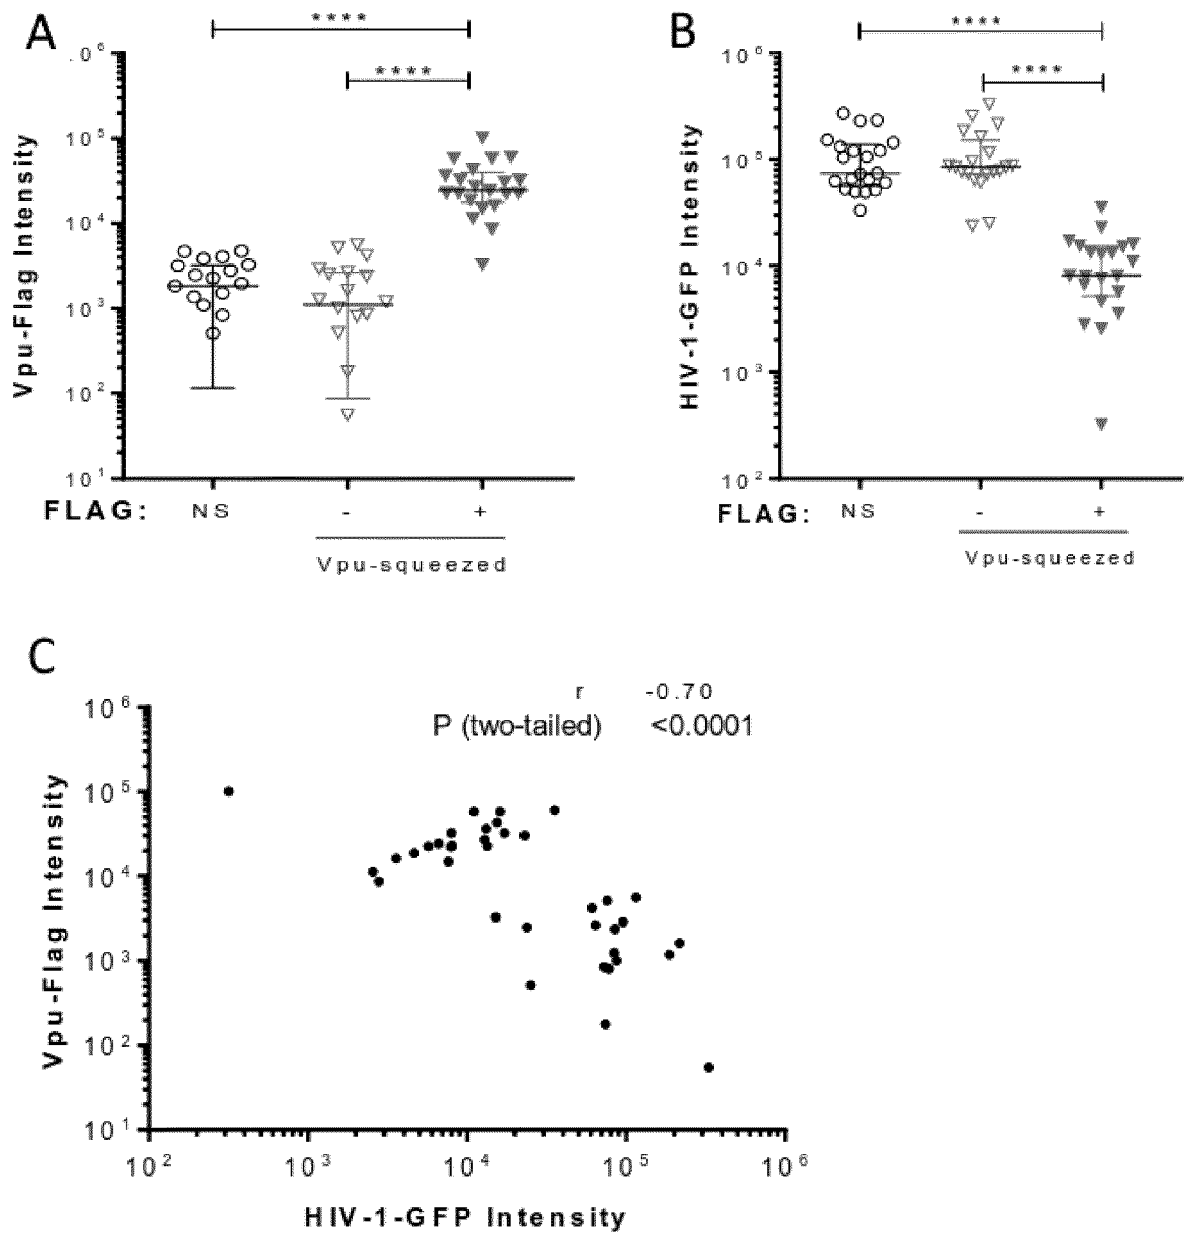 A
****
****
.0⁶
10⁵
10⁴
10³
10²
10¹
Vpu-Flag Intensity
FLAG: NS - +
Vpu-squeezed
B
****
****
10⁶
10⁵
10⁴
10³
10²
HIV-1-GFP Intensity
FLAG: NS - +
Vpu-squeezed
C
r -0.70
P (two-tailed) <0.0001
10⁶
10⁵
10⁴
10³
10²
10¹
Vpu-Flag Intensity
10² 10³ 10⁴ 10⁵ 10⁶
HIV-1-GFP Intensity